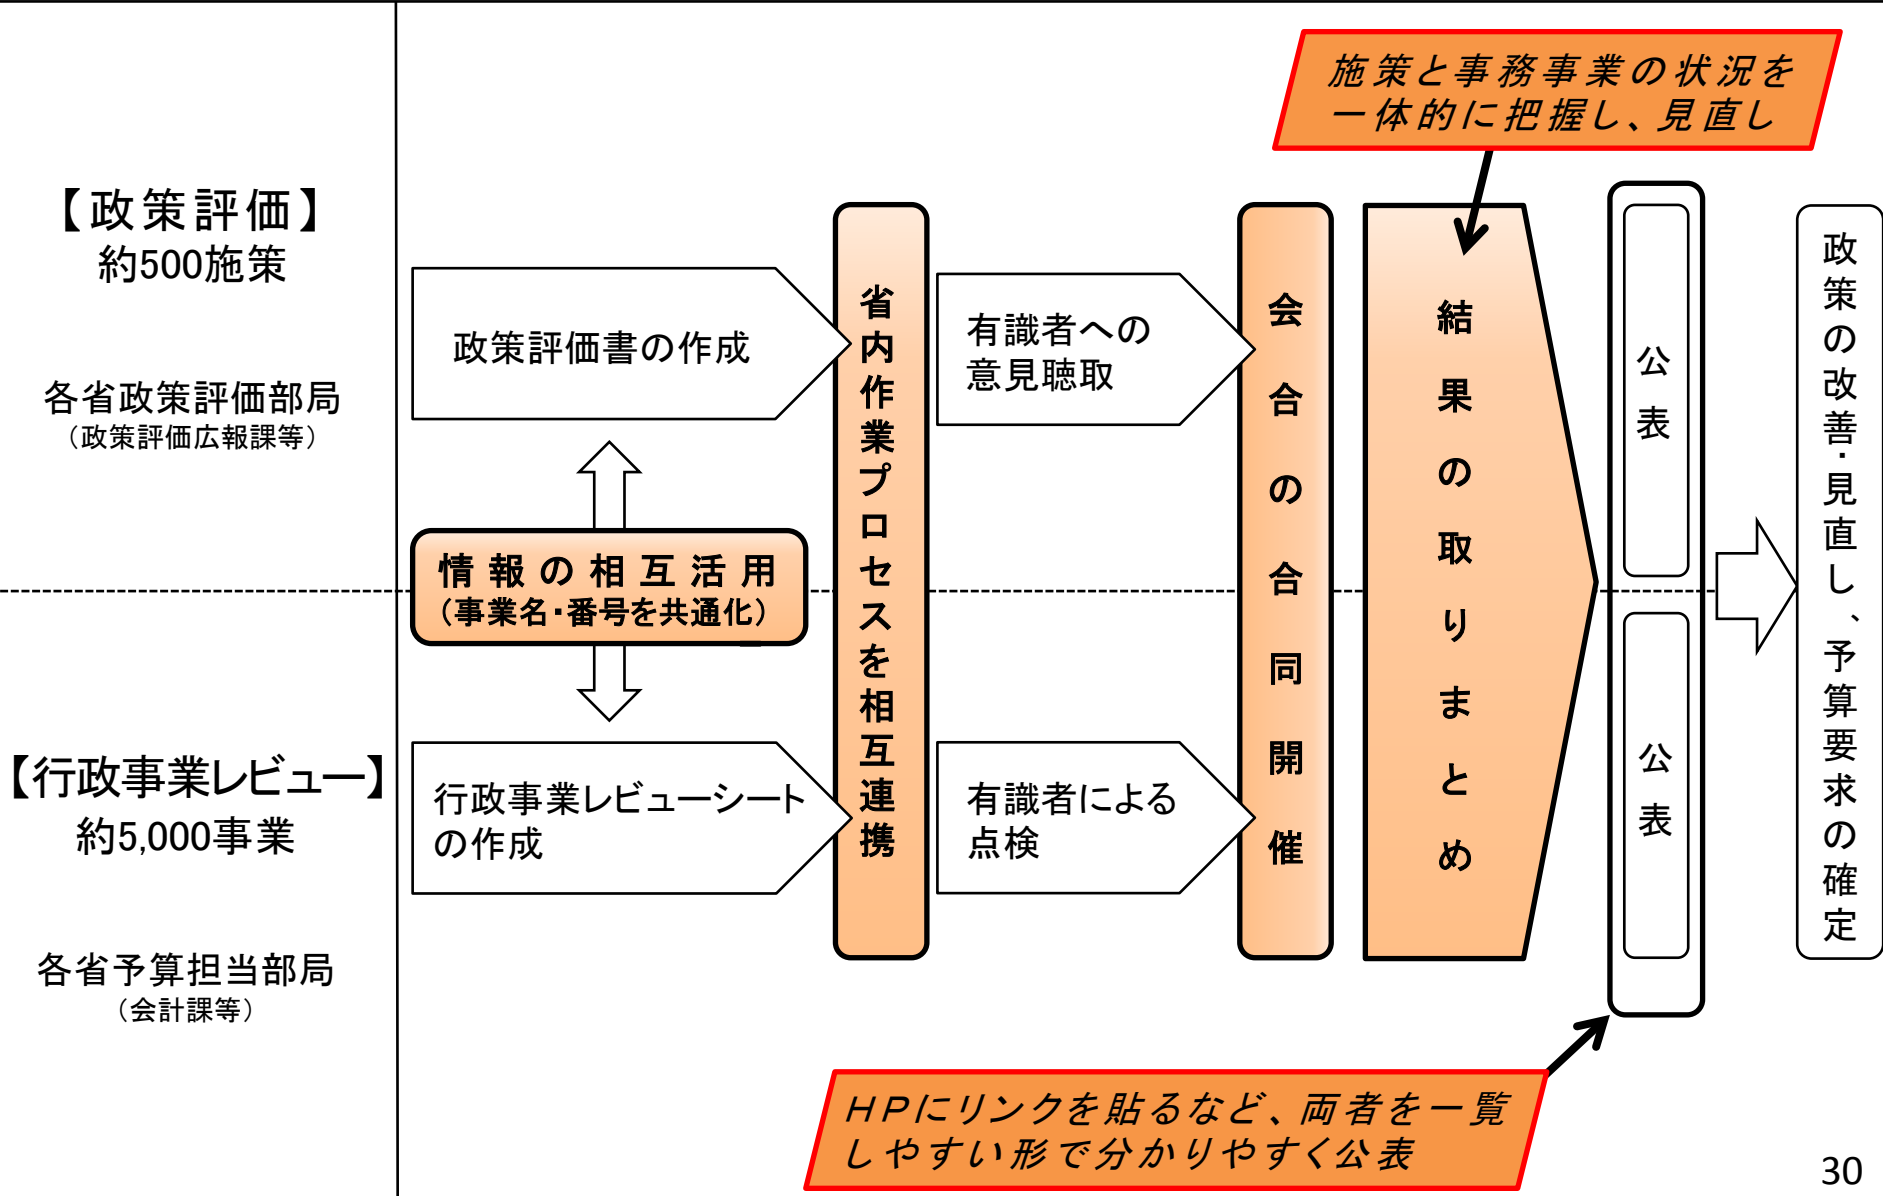 施策と事務事業の状況を
一体的に把握し、見直し
【政策評価】
約500施策
各省政策評価部局
（政策評価広報課等）
政策評価書の作成
省内作業プロセスを相互連携
有識者への
意見聴取
会合の合同開催
結果の取りまとめ
公表
政策の改善・見直し、予算要求の確定
情報の相互活用
（事業名・番号を共通化）
【行政事業レビュー】
約5,000事業
各省予算担当部局
（会計課等）
行政事業レビューシート
の作成
有識者による
点検
公表
ＨＰにリンクを貼るなど、両者を一覧
しやすい形で分かりやすく公表
30